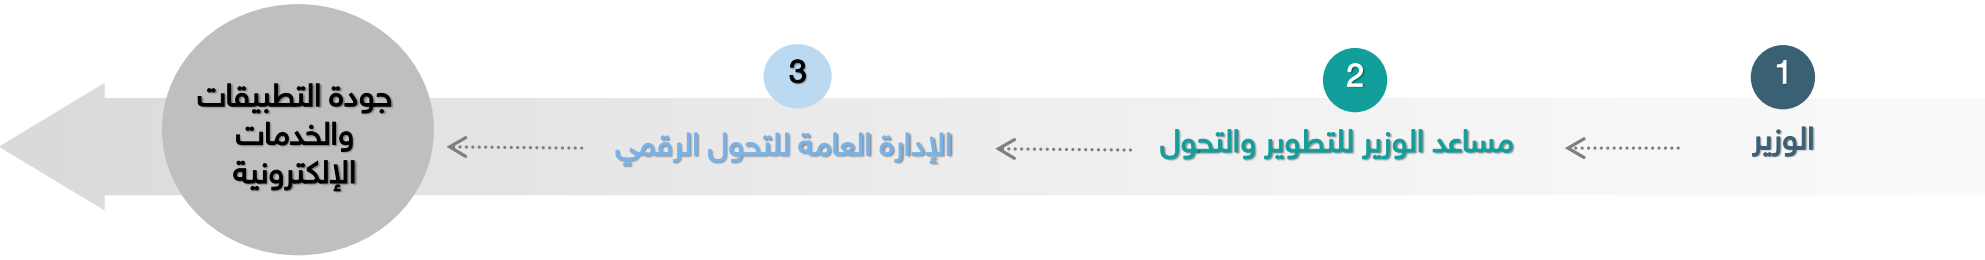 1
الوزير
2
مساعد الوزير للتطوير والتحول
3
الإدارة العامة للتحول الرقمي
جودة التطبيقات
والخدمات
الإلكترونية